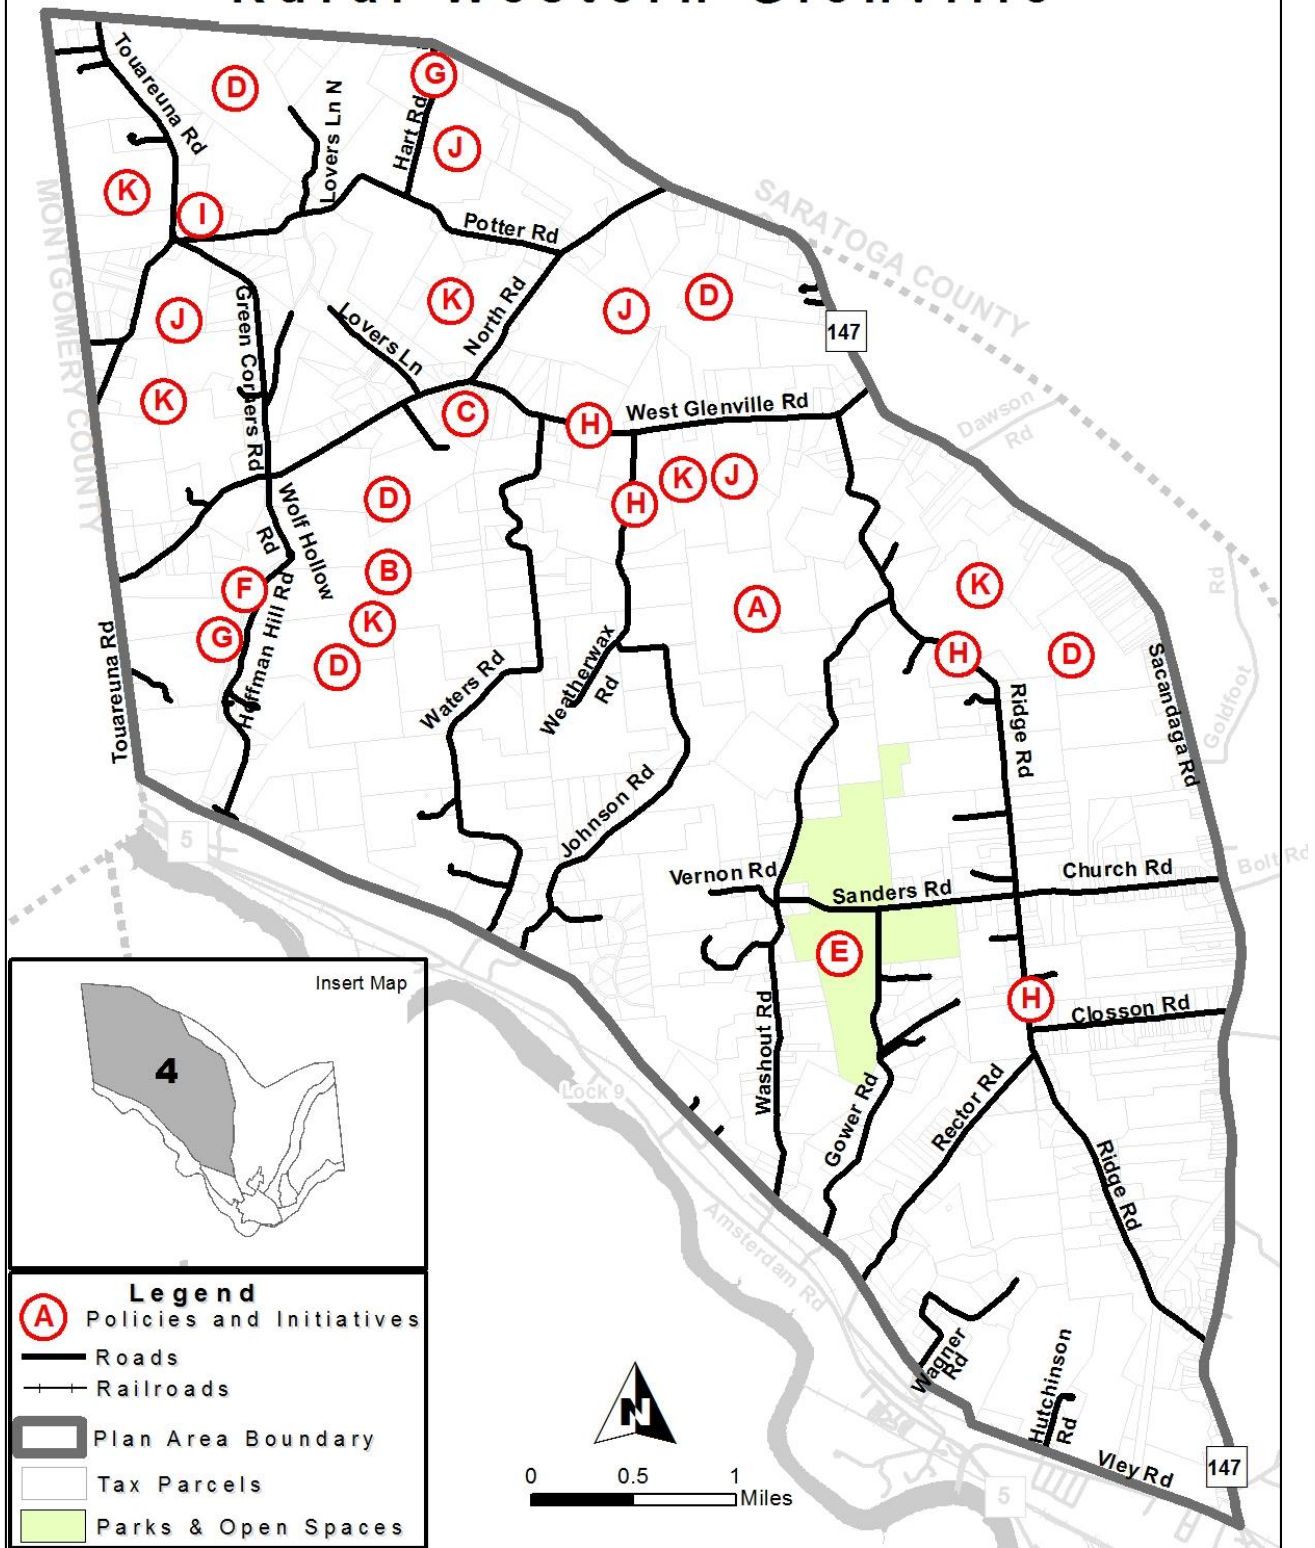 Rural Western Glenville
Touareuna Rd
D
G
Lovers Ln N
Hart Rd
J
K
I
MONTGOMERY COUNTY
SARATOGA COUNTY
Potter Rd
J
Green Corners Rd
K
North Rd
J
D
147
Lovers Ln
K
C
H
West Glenville Rd
Dawson
Rd
D
K
J
H
Wolf Hollow
Rd
B
F
K
A
K
G
D
Hoffman Hill Rd
H
D
Rd
Goldfoot
Touareuna Rd
Waters Rd
Weatherwax
Rd
Ridge Rd
Sacandaga Rd
5
Johnson Rd
Vernon Rd
Sanders Rd
Church Rd
Bolt Rd
E
Insert Map
4
Washout Rd
H
Closson Rd
Lock 9
Gower Rd
Rector Rd
Ridge Rd
Amsterdam Rd
Wagner
Rd
Hutchinson
Rd
Vley Rd
147
5
Legend
A Policies and Initiatives
Roads
Railroads
Plan Area Boundary
Tax Parcels
Parks & Open Spaces
N
0 0.5 1
Miles